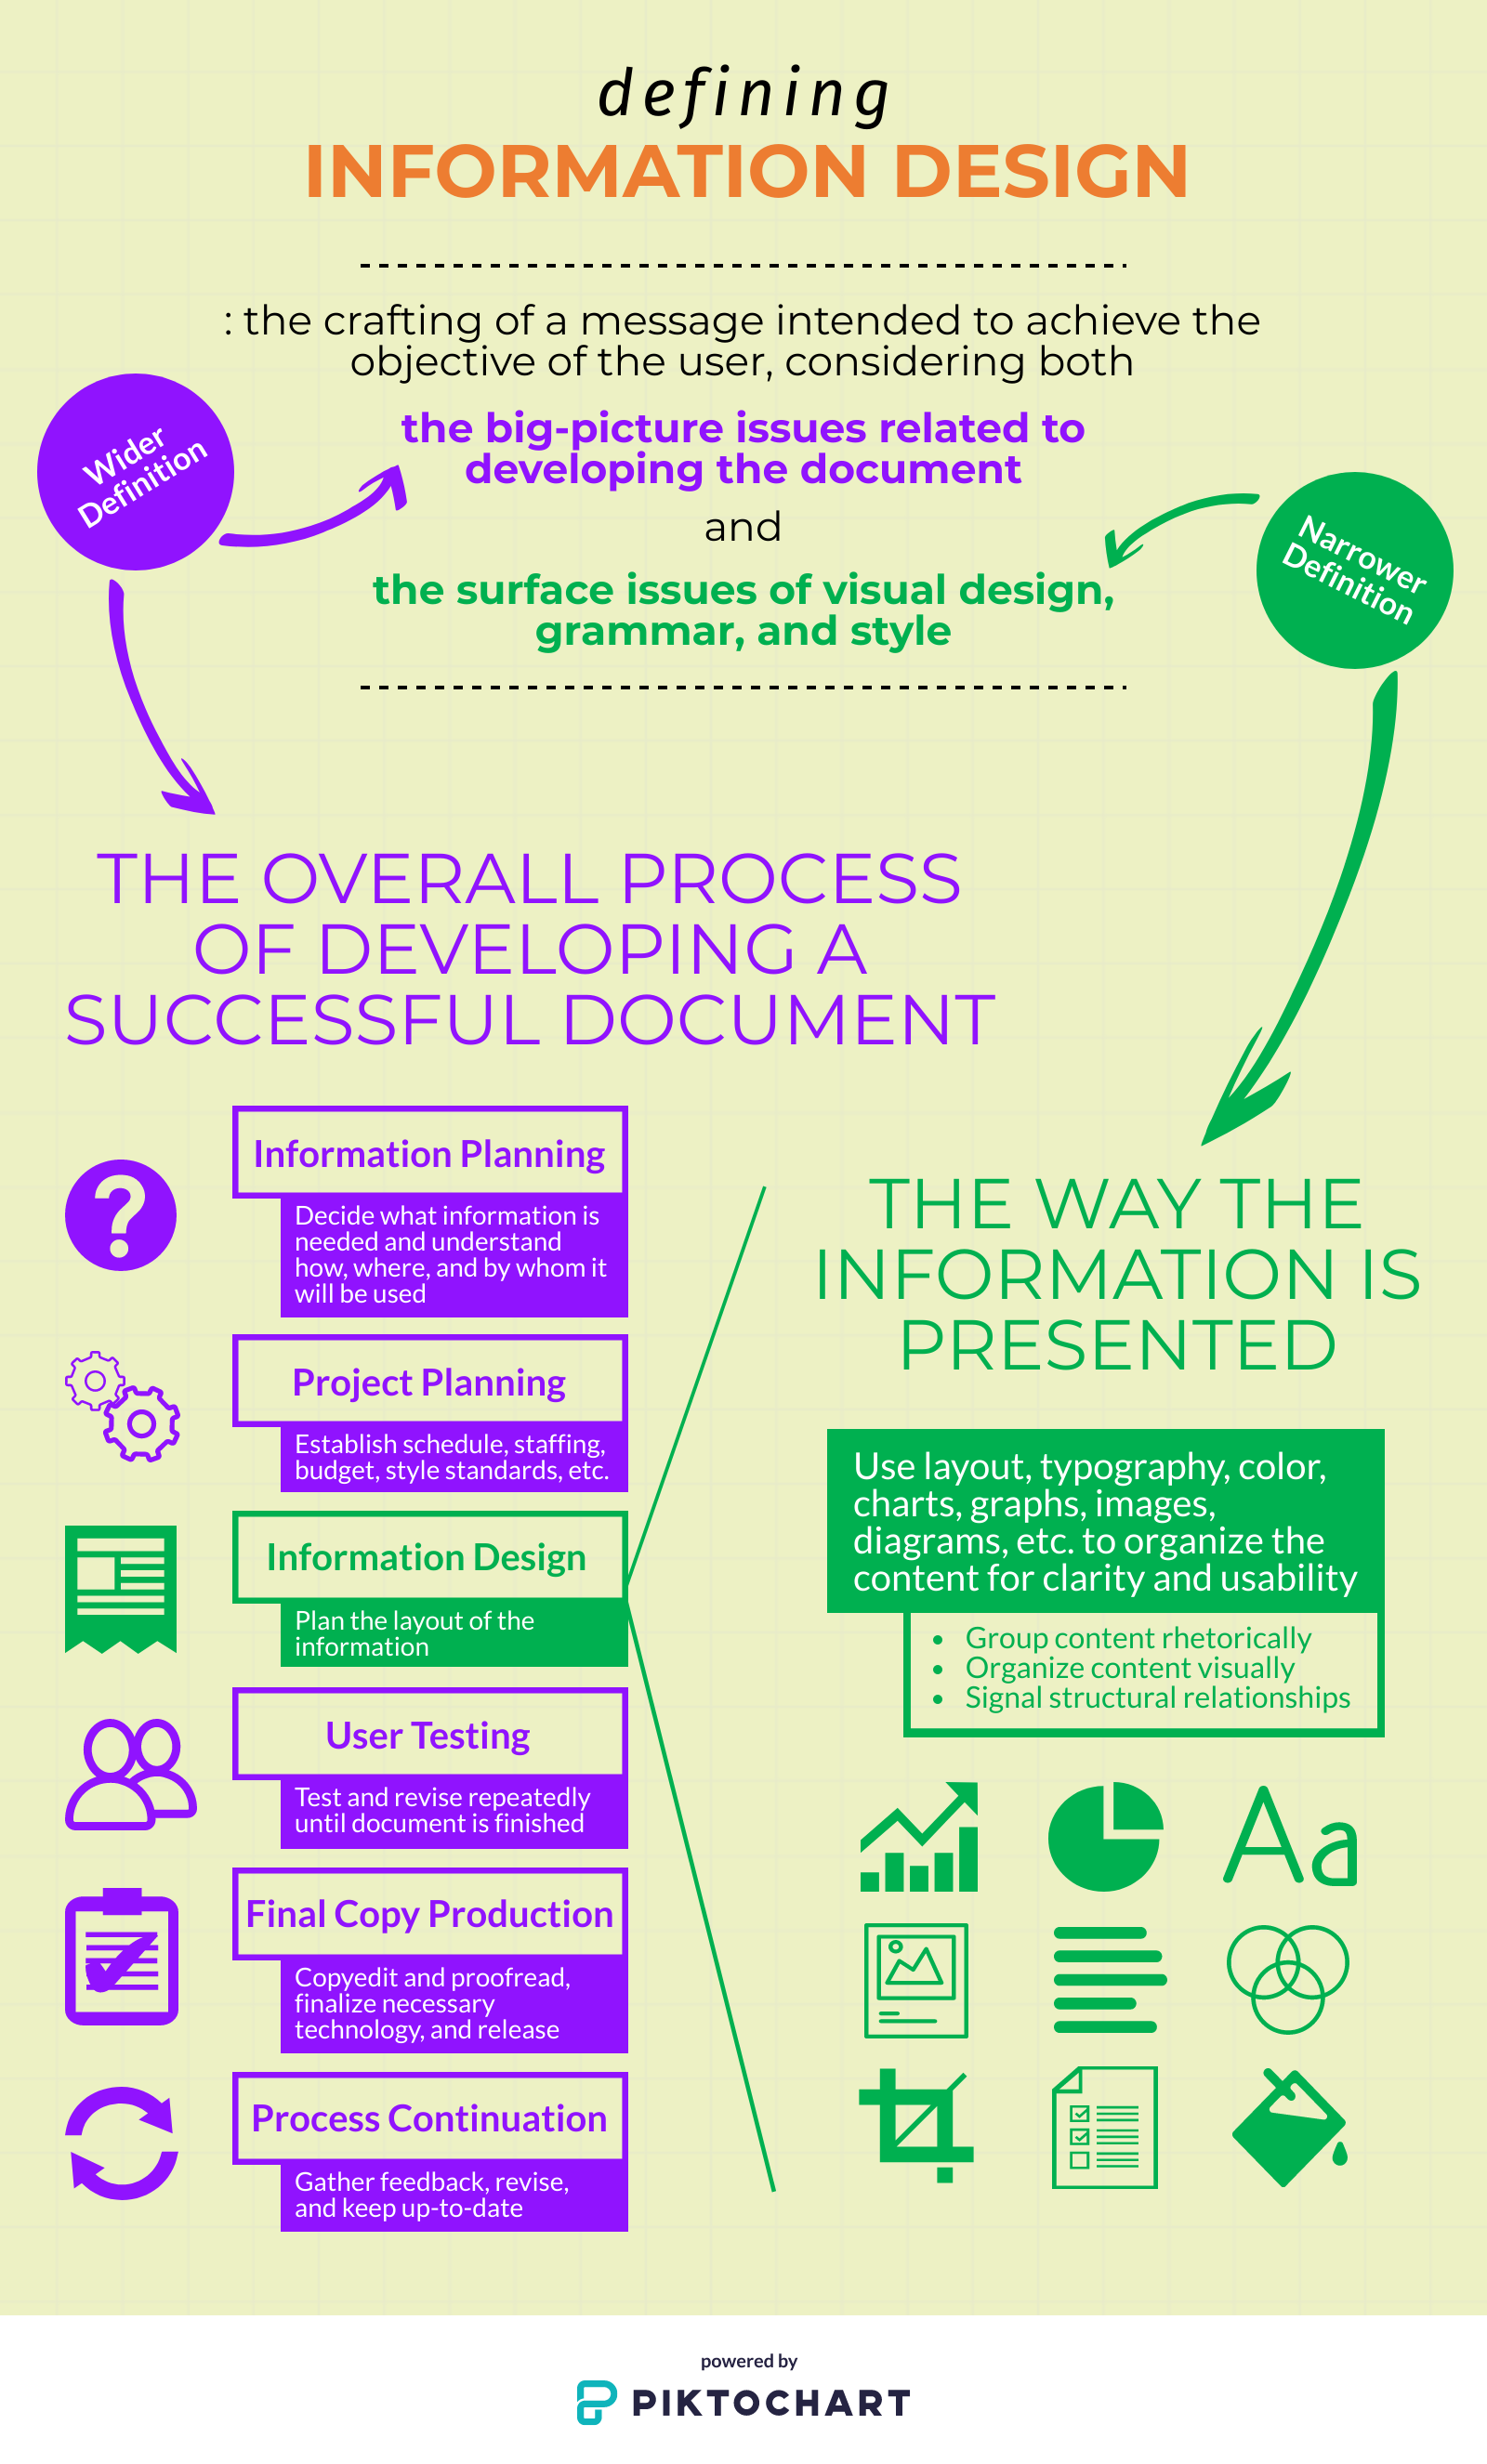 defining
INFORMATION DESIGN
: the crafting of a message intended to achieve the
objective of the user, considering both
the big-picture issues related to
developing the document
and
the surface issues of visual design,
grammar, and style
Wider
Definition
Narrower
Definition
THE OVERALL PROCESS
OF DEVELOPING A
SUCCESSFUL DOCUMENT
Information Planning
Decide what information is
needed and understand
how, where, and by whom it
will be used
Project Planning
Establish schedule, staffing,
budget, style standards, etc.
Information Design
Plan the layout of the
information
User Testing
Test and revise repeatedly
until document is finished
Final Copy Production
Copyedit and proofread,
finalize necessary
technology, and release
Process Continuation
Gather feedback, revise,
and keep up-to-date
THE WAY THE
INFORMATION IS
PRESENTED
Use layout, typography, color,
charts, graphs, images,
diagrams, etc. to organize the
content for clarity and usability
• Group content rhetorically
• Organize content visually
• Signal structural relationships
Aa
powered by
PIKTOCHART